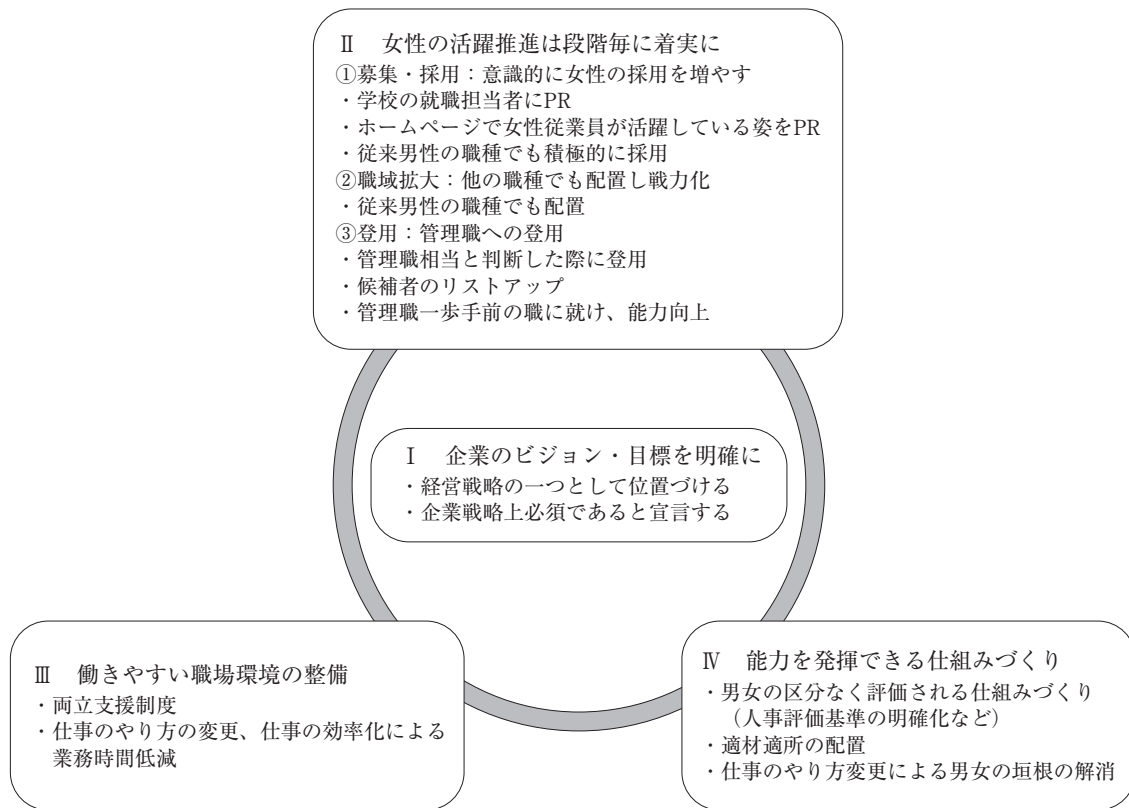 Ⅱ　女性の活躍推進は段階毎に着実に
①募集・採用：意識的に女性の採用を増やす
・学校の就職担当者にPR
・ホームページで女性従業員が活躍している姿をPR
・従来男性の職種でも積極的に採用
②職域拡大：他の職種でも配置し戦力化
・従来男性の職種でも配置
③登用：管理職への登用
・管理職相当と判断した際に登用
・候補者のリストアップ
・管理職一歩手前の職に就け、能力向上
Ⅰ　企業のビジョン・目標を明確に
・経営戦略の一つとして位置づける
・企業戦略上必須であると宣言する
Ⅲ　働きやすい職場環境の整備
・両立支援制度
・仕事のやり方の変更、仕事の効率化による
業務時間低減
Ⅳ　能力を発揮できる仕組みづくり
・男女の区分なく評価される仕組みづくり
（人事評価基準の明確化など）
・適材適所の配置
・仕事のやり方変更による男女の垣根の解消